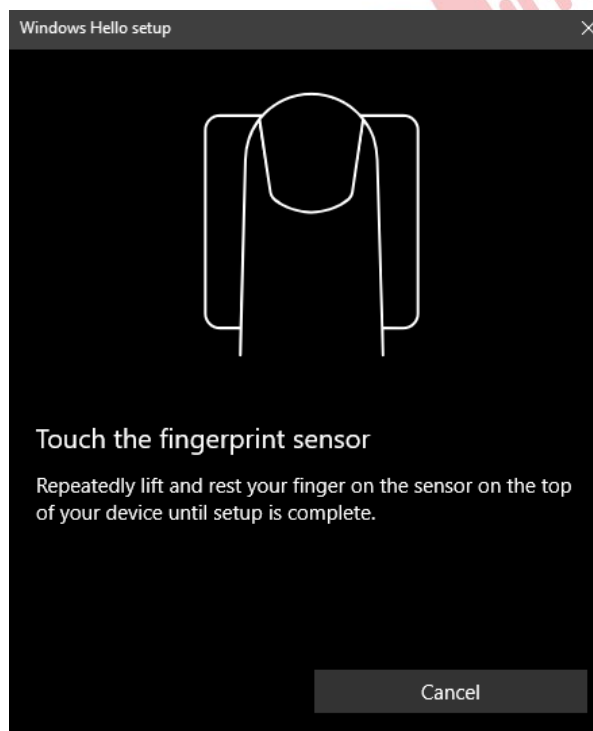 Windows Hello setup
Touch the fingerprint sensor
Repeatedly lift and rest your finger on the sensor on the top
of your device until setup is complete.
Cancel